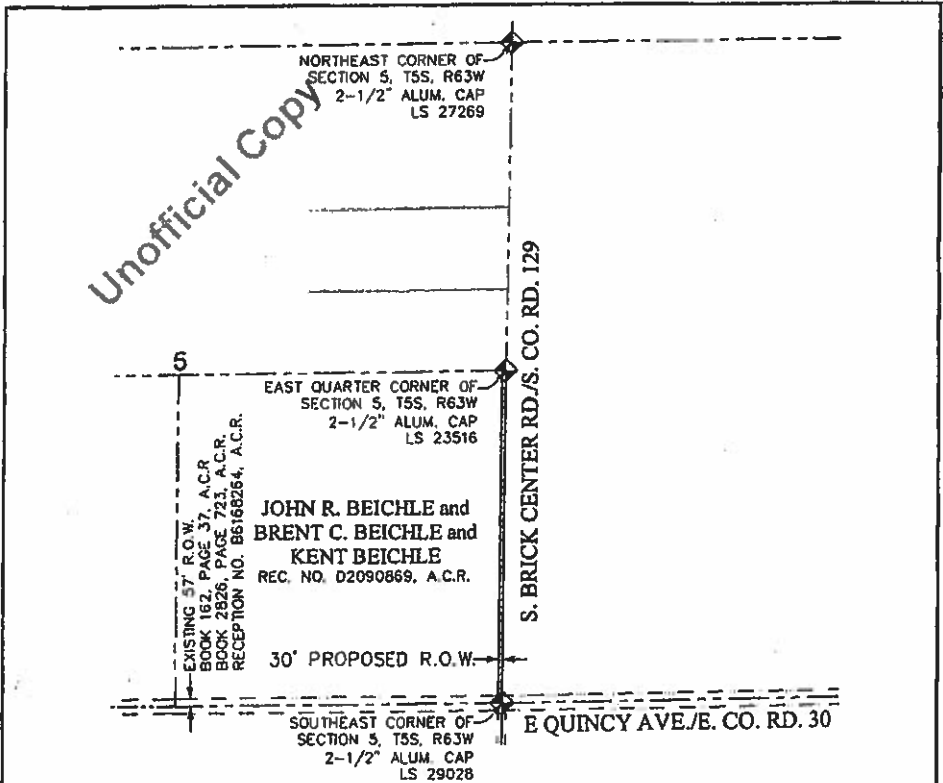 NORTHEAST CORNER OF
SECTION 5, T5S, R63W
2-1/2" ALUM. CAP
LS 27269
Unofficial Copy
S. BRICK CENTER RD./S. CO. RD. 129
5
EAST QUARTER CORNER OF
SECTION 5, T5S, R63W
2-1/2" ALUM. CAP
LS 23516
EXISTING 57' R.O.W.
BOOK 162, PAGE 37, A.C.R
BOOK 2826, PAGE 723, A.C.R.
RECEPTION NO. B6168264, A.C.R.
JOHN R. BEICHLE and
BRENT C. BEICHLE and
KENT BEICHLE
REC. NO. D2090869, A.C.R.
30' PROPOSED R.O.W.
SOUTHEAST CORNER OF
SECTION 5, T5S, R63W
2-1/2" ALUM. CAP
LS 29028
E QUINCY AVE./E. CO. RD. 30